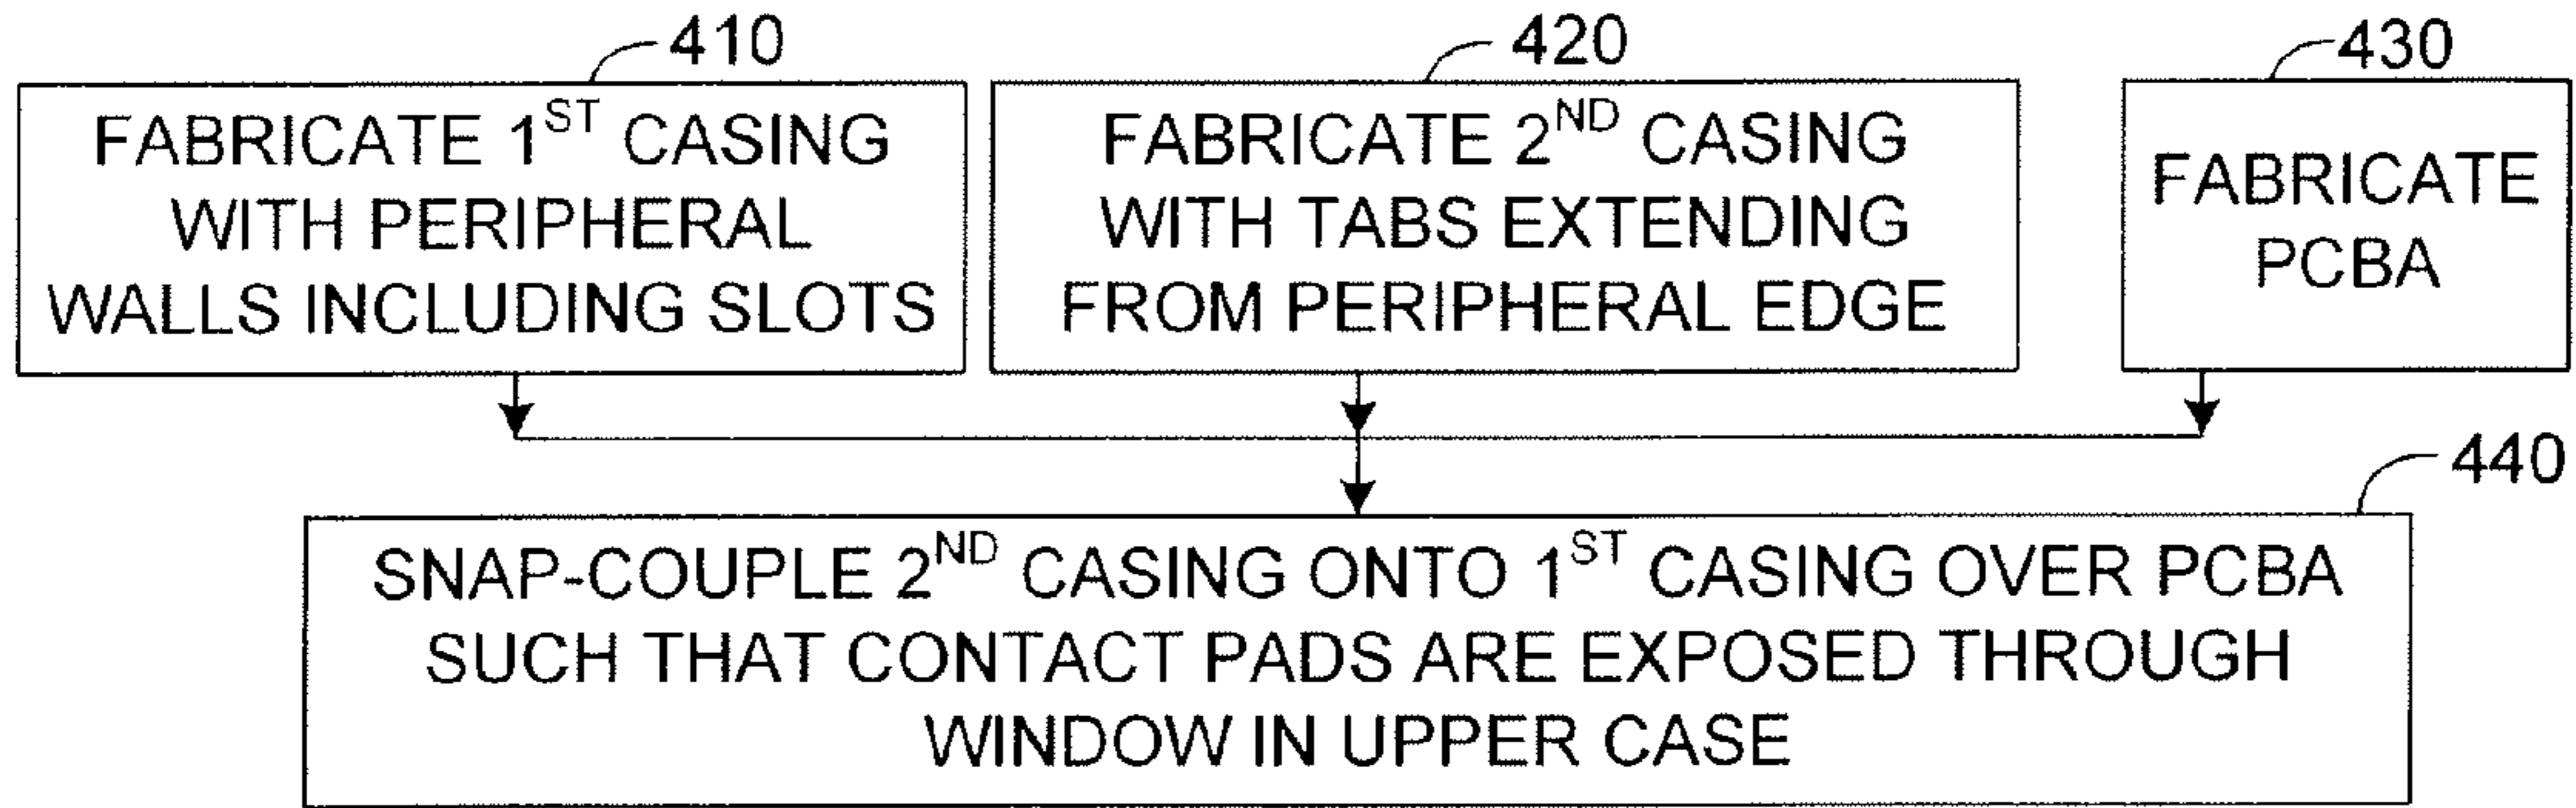 410
FABRICATE 1ST CASING
WITH PERIPHERAL
WALLS INCLUDING SLOTS
420
FABRICATE 2ND CASING
WITH TABS EXTENDING
FROM PERIPHERAL EDGE
430
FABRICATE
PCBA
440
SNAP-COUPLE 2ND CASING ONTO 1ST CASING OVER PCBA
SUCH THAT CONTACT PADS ARE EXPOSED THROUGH
WINDOW IN UPPER CASE